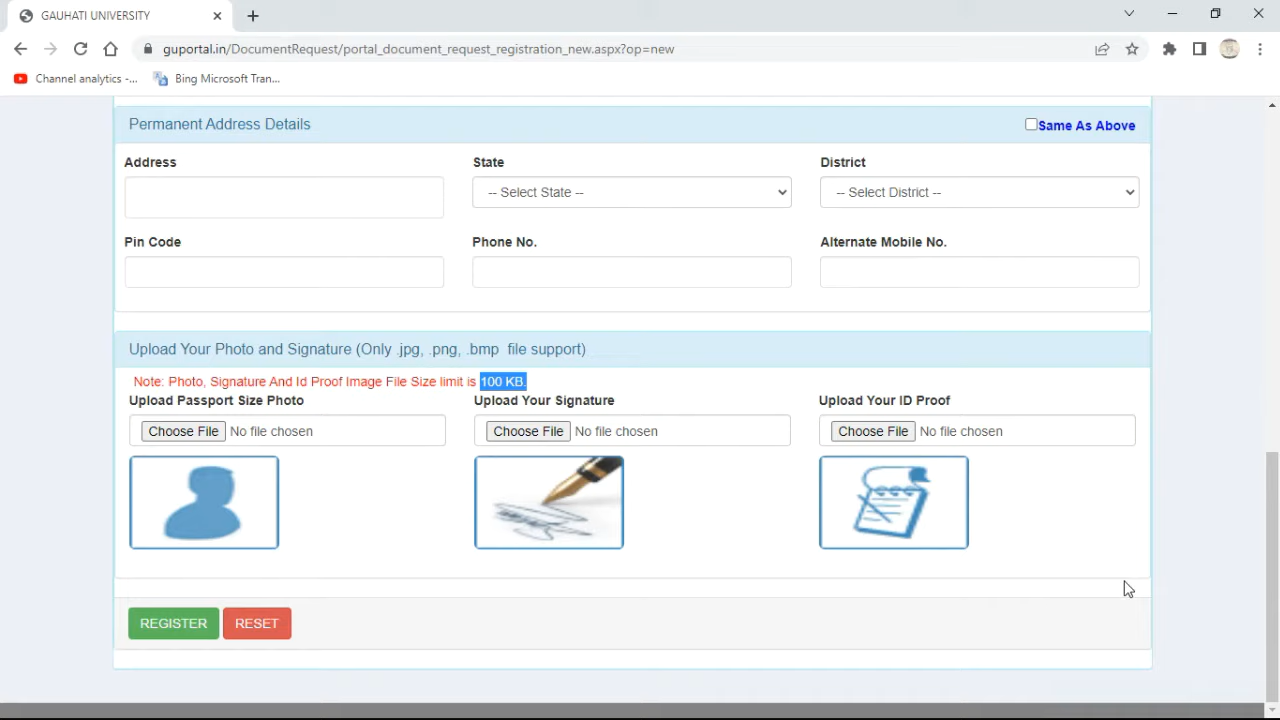 GAUHATI UNIVERSITY
guportal.in/DocumentRequest/portal_document_request_registration_new.aspx?op=new
Channel analytics -... Bing Microsoft Tran...
Permanent Address Details Same As Above
Address State District
-- Select State -- -- Select District --
Pin Code Phone No. Alternate Mobile No.
Upload Your Photo and Signature (Only .jpg, .png, .bmp file support)
Note: Photo, Signature And Id Proof Image File Size limit is 100 KB.
Upload Passport Size Photo Upload Your Signature Upload Your ID Proof
Choose File No file chosen Choose File No file chosen Choose File No file chosen
REGISTER RESET